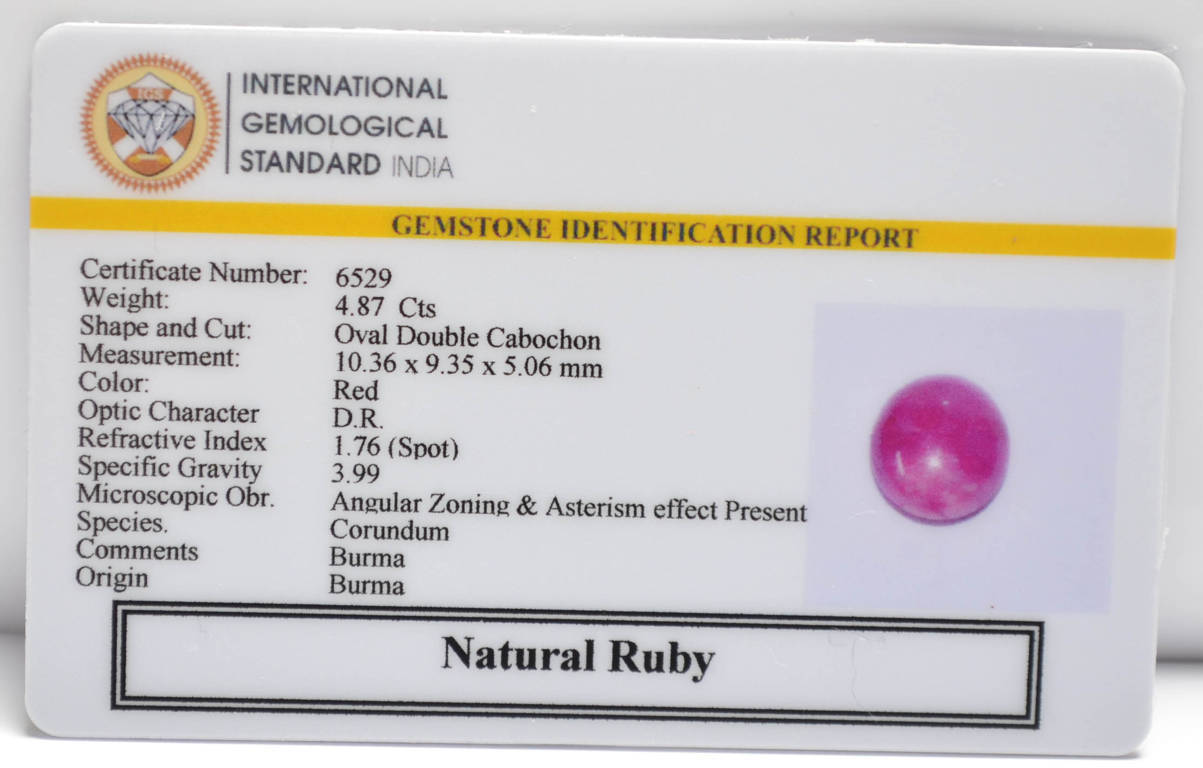 IGS
INTERNATIONAL
GEMOLOGICAL
STANDARD INDIA
GEMSTONE IDENTIFICATION REPORT
Certificate Number: 6529
Weight: 4.87 Cts
Shape and Cut: Oval Double Cabochon
Measurement: 10.36 x 9.35 x 5.06 mm
Color: Red
Optic Character D.R.
Refractive Index 1.76 (Spot)
Specific Gravity 3.99
Microscopic Obr. Angular Zoning & Asterism effect Present
Species. Corundum
Comments Burma
Origin Burma
Natural Ruby